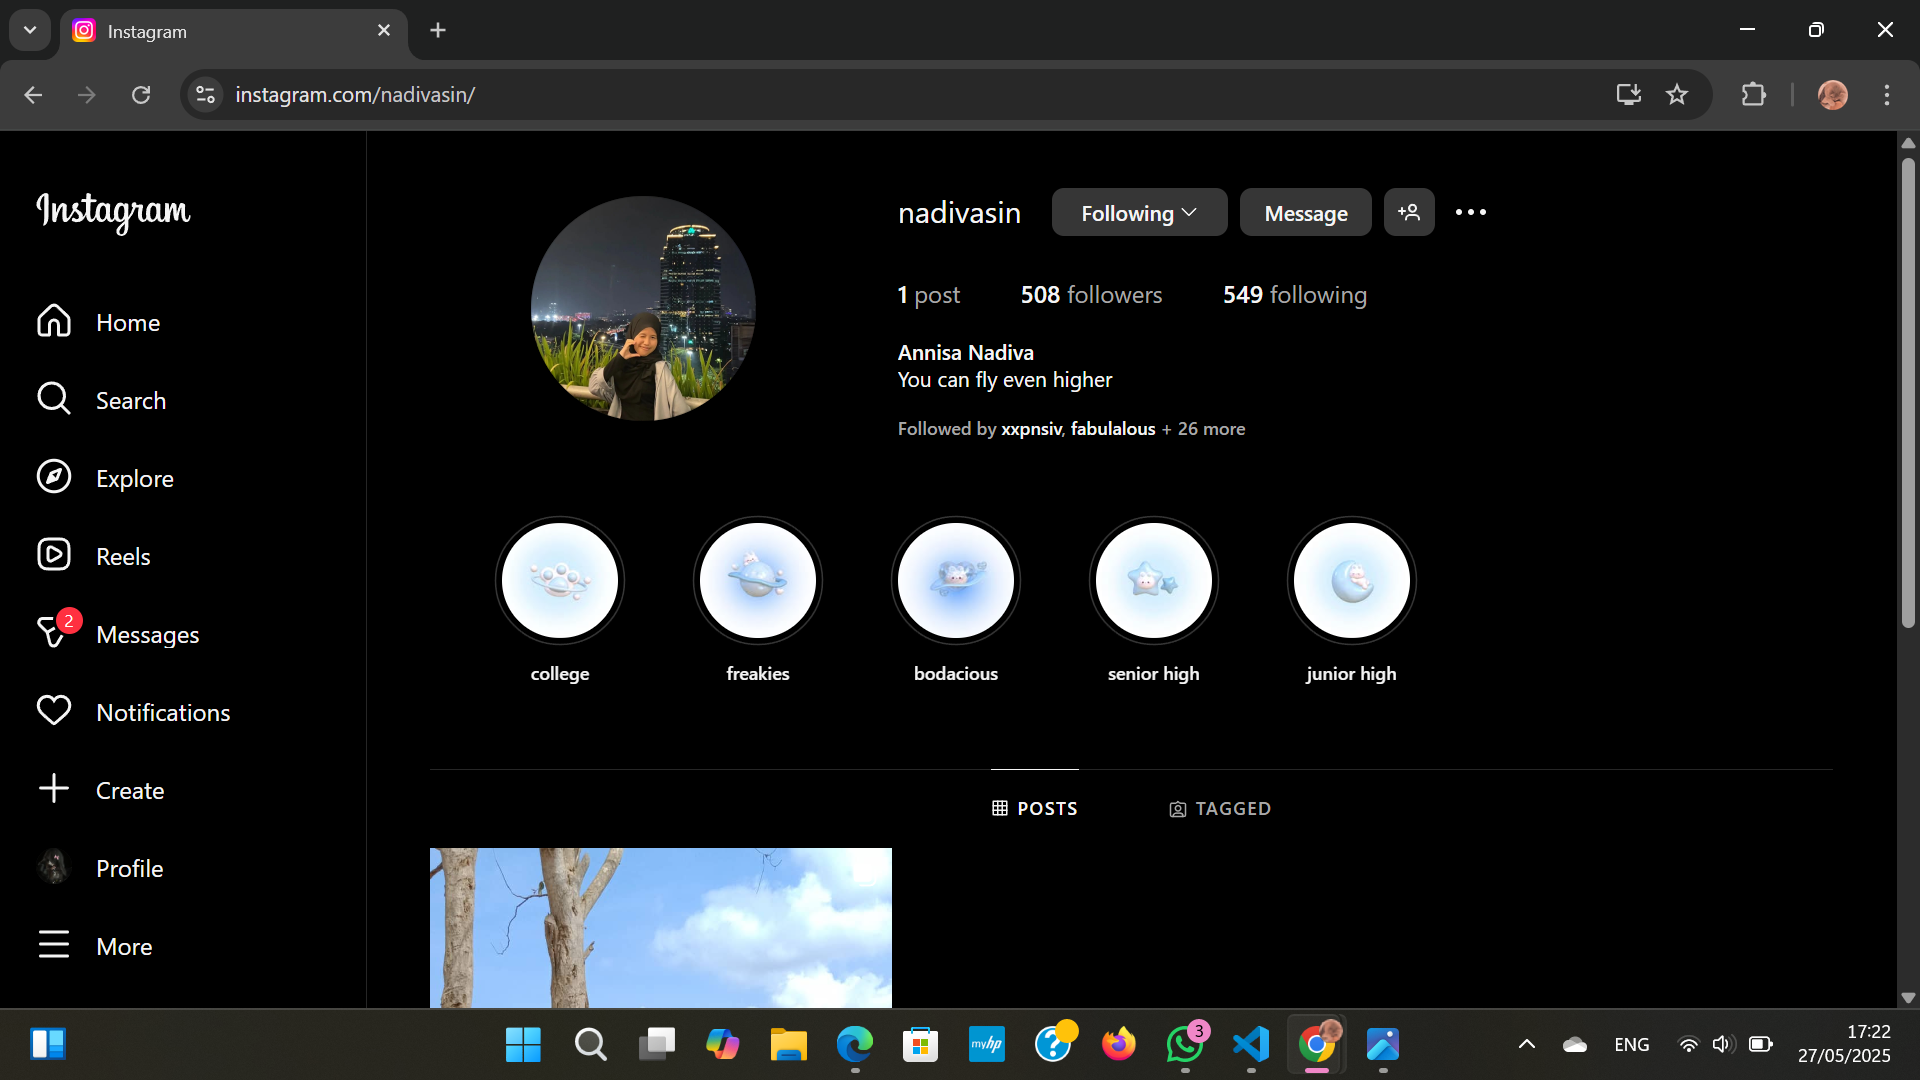 Instagram
instagram.com/nadivasin/
Instagram
Home
Search
Explore
Reels
2
Messages
Notifications
Create
Profile
More
nadivasin
Following
Message
1 post
508 followers
549 following
Annisa Nadiva
You can fly even higher
Followed by xxpnsiv, fabulalous + 26 more
college
freakies
bodacious
senior high
junior high
POSTS
TAGGED
myhp
?
3
ENG
17:22
27/05/2025